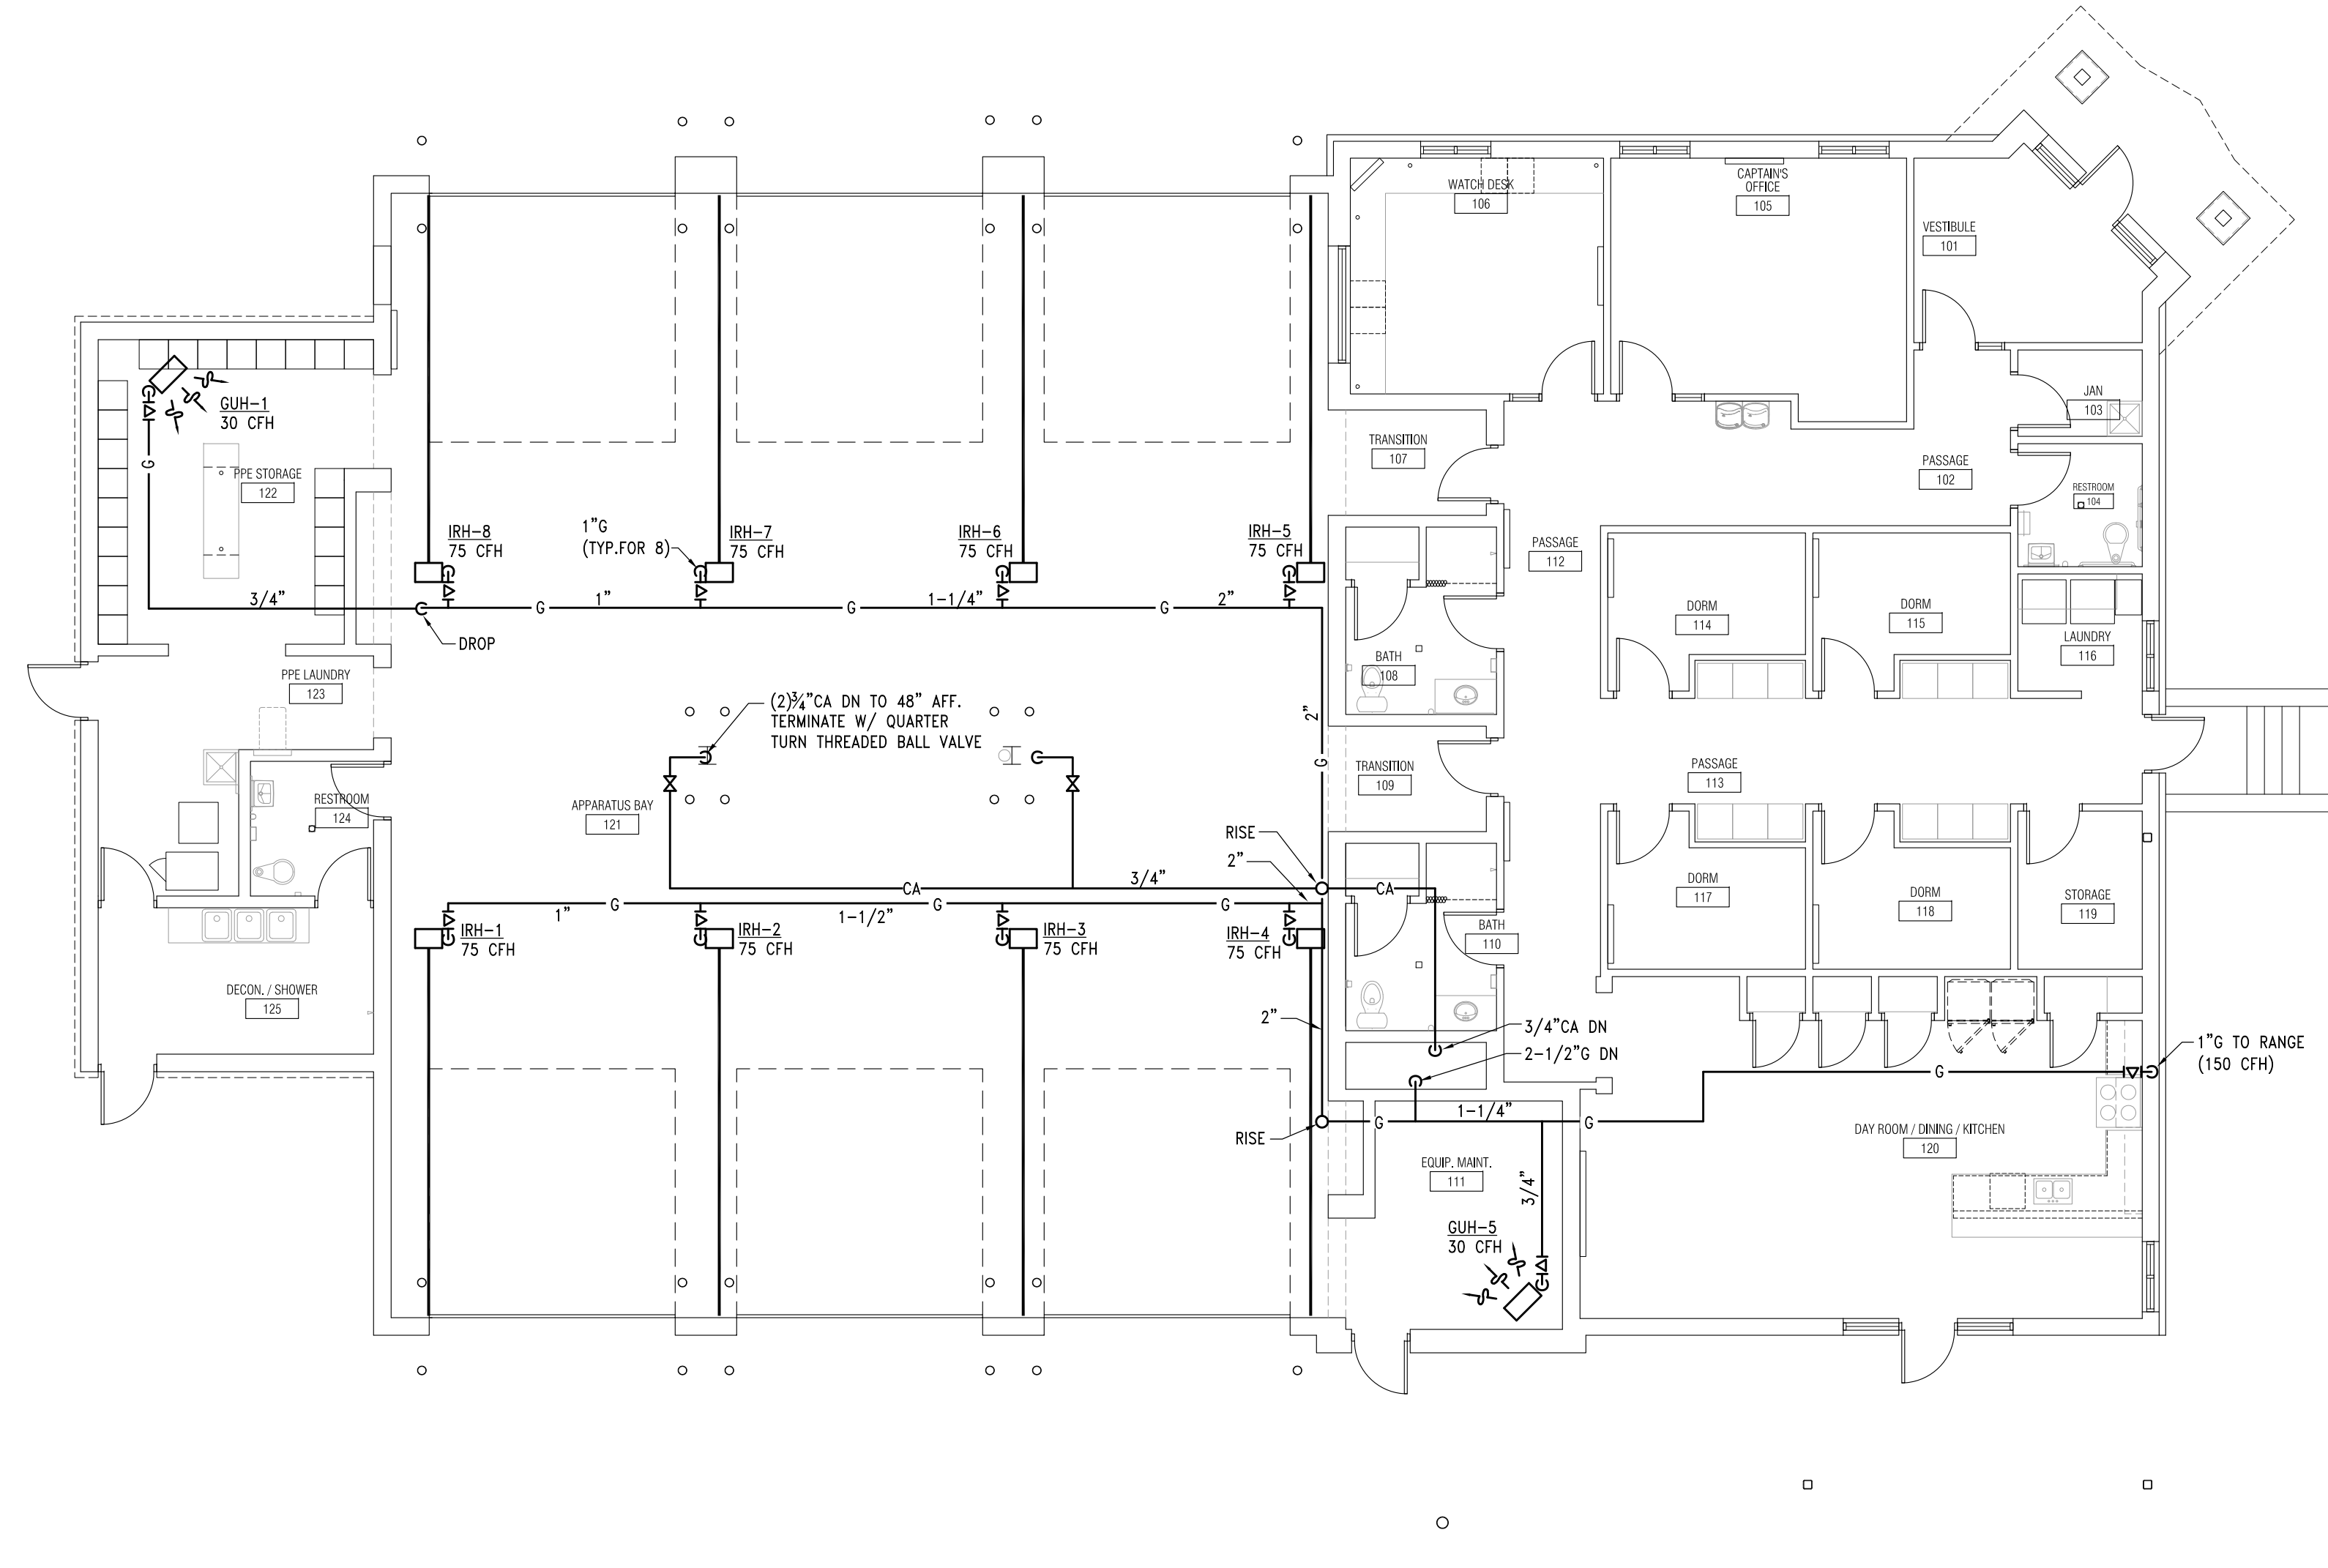 WATCH DESK
106
CAPTAIN'S
OFFICE
105
VESTIBULE
101
JAN
103
GUH-1
30 CFH
G
PPE STORAGE
122
TRANSITION
107
PASSAGE
102
RESTROOM
104
IRH-8
75 CFH
1"G
(TYP.FOR 8)
IRH-7
75 CFH
IRH-6
75 CFH
IRH-5
75 CFH
PASSAGE
112
3/4"
G
1"
G
1-1/4"
G
2"
DROP
DORM
114
DORM
115
LAUNDRY
116
BATH
108
PPE LAUNDRY
123
(2)¾"CA DN TO 48" AFF.
TERMINATE W/ QUARTER
TURN THREADED BALL VALVE
2"
G
TRANSITION
109
PASSAGE
113
RESTROOM
124
APPARATUS BAY
121
RISE
2"
CA
3/4"
CA
1"
G
1-1/2"
G
G
IRH-1
75 CFH
IRH-2
75 CFH
IRH-3
75 CFH
IRH-4
75 CFH
BATH
110
DORM
117
DORM
118
STORAGE
119
DECON. / SHOWER
125
2"
3/4"CA DN
2-1/2"G DN
1"G TO RANGE
(150 CFH)
G
RISE
G
1-1/4"
G
DAY ROOM / DINING / KITCHEN
120
EQUIP. MAINT.
111
3/4"
GUH-5
30 CFH